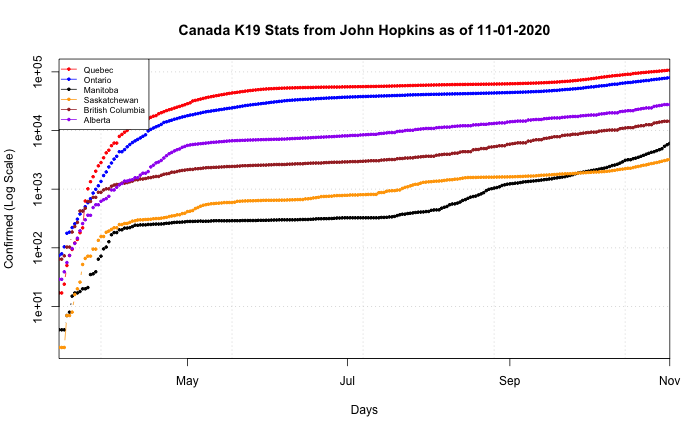 Canada K19 Stats from John Hopkins as of 11-01-2020
Confirmed (Log Scale)
1e+05
1e+04
1e+03
1e+02
1e+01
Quebec
Ontario
Manitoba
Saskatchewan
British Columbia
Alberta
May
Jul
Sep
Nov
Days